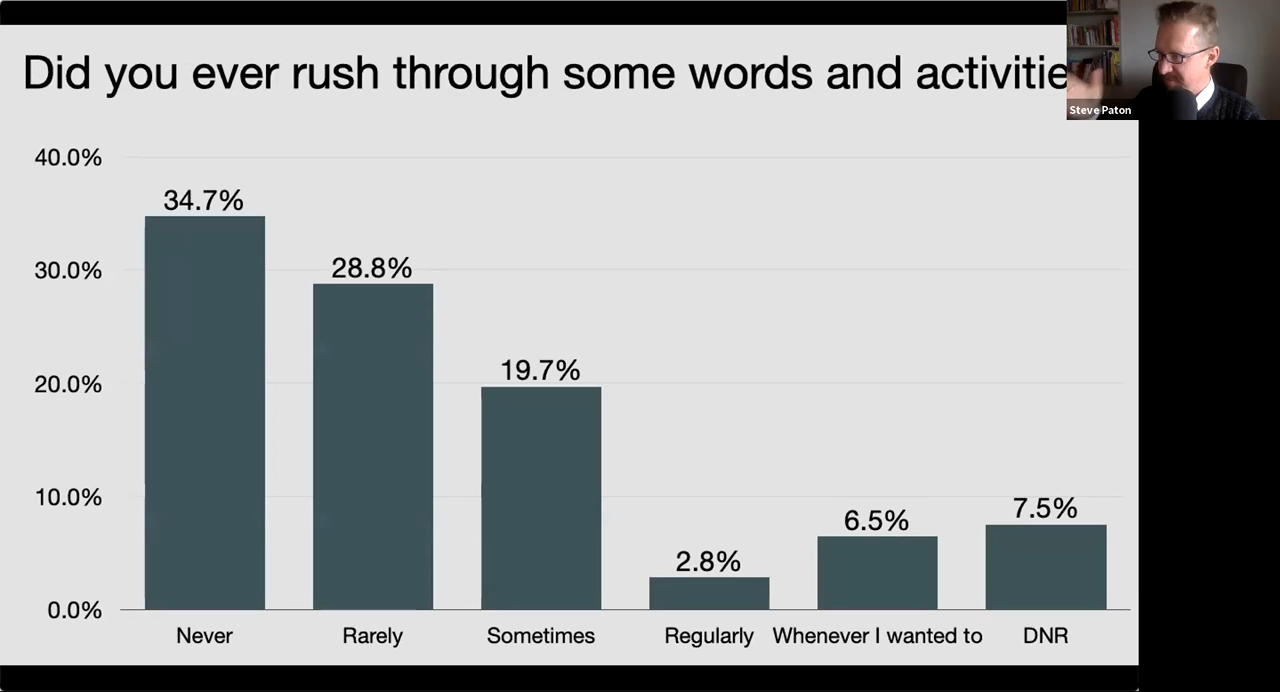 Did you ever rush through some words and activitie
Steve Paton
40.0%
30.0%
20.0%
10.0%
0.0%
34.7%
28.8%
19.7%
2.8%
6.5%
7.5%
Never
Rarely
Sometimes
Regularly
Whenever I wanted to
DNR